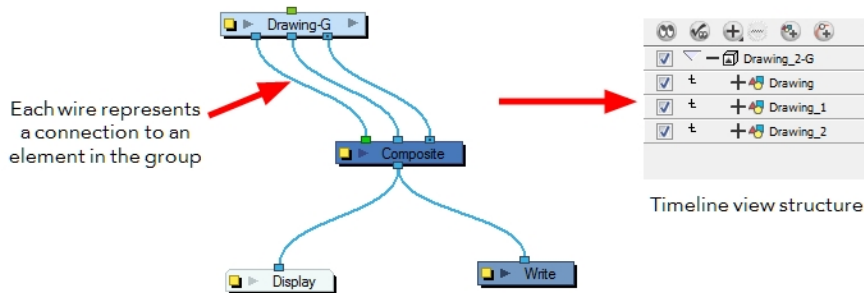 Drawing-G
Each wire represents
a connection to an
element in the group
Composite
Display
Write
Drawing_2-G
Drawing
Drawing_1
Drawing_2
Timeline view structure